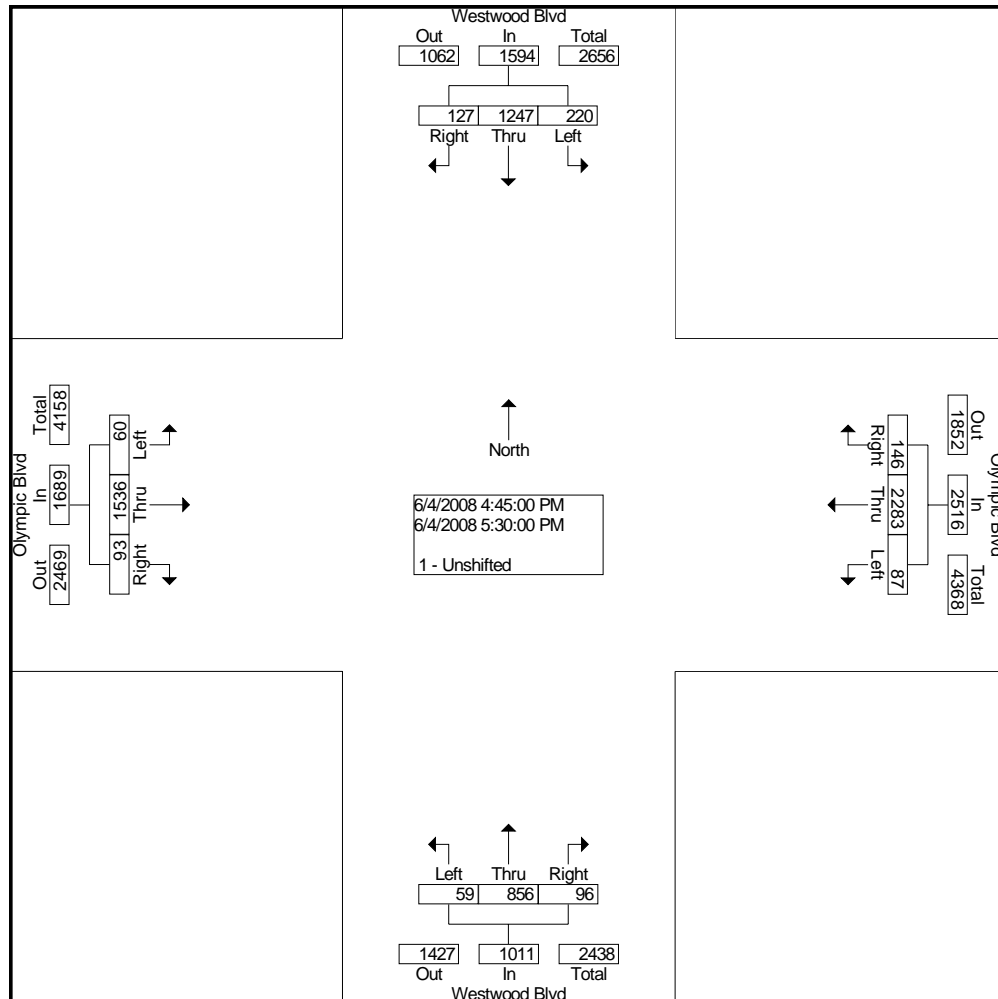 Westwood Blvd
Out In Total
1062 1594 2656
127 1247 220
Right Thru Left
Olympic Blvd
Total In Out
4158 1689 2469
60 1536 93
Left Thru Right
North
6/4/2008 4:45:00 PM
6/4/2008 5:30:00 PM
1 - Unshifted
Right Thru Left
146 2283 87
1852 2516 4368
Out In Total
Olympic Blvd
Left Thru Right
59 856 96
1427 1011 2438
Out In Total
Westwood Blvd